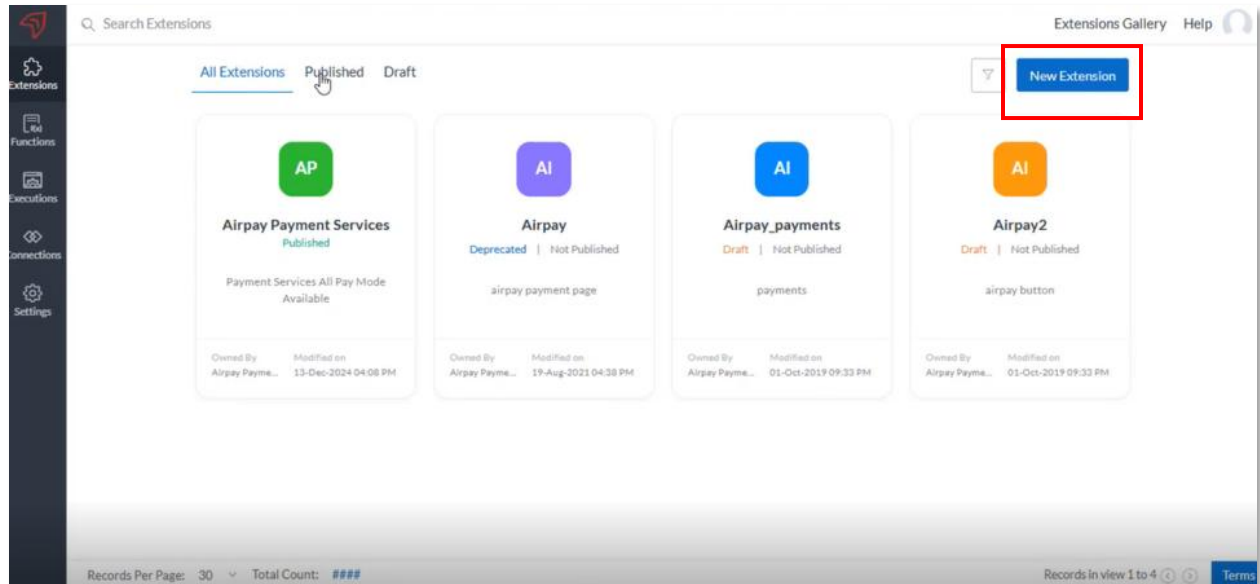 Search Extensions
Extensions Gallery Help
Extensions
Functions
Executions
Connections
Settings
All Extensions Published Draft
New Extension
AP
Airpay Payment Services
Published
Payment Services All Pay Mode
Available
Owned By Modified on
Airpay Payme... 13-Dec-2024 04:08 PM
AI
Airpay
Deprecated | Not Published
airpay payment page
Owned By Modified on
Airpay Payme... 19-Aug-2021 04:38 PM
AI
Airpay_payments
Draft | Not Published
payments
Owned By Modified on
Airpay Payme... 01-Oct-2019 09:33 PM
AI
Airpay2
Draft | Not Published
airpay button
Owned By Modified on
Airpay Payme... 01-Oct-2019 09:33 PM
Records Per Page: 30 Total Count: ####
Records in view 1 to 4
Terms